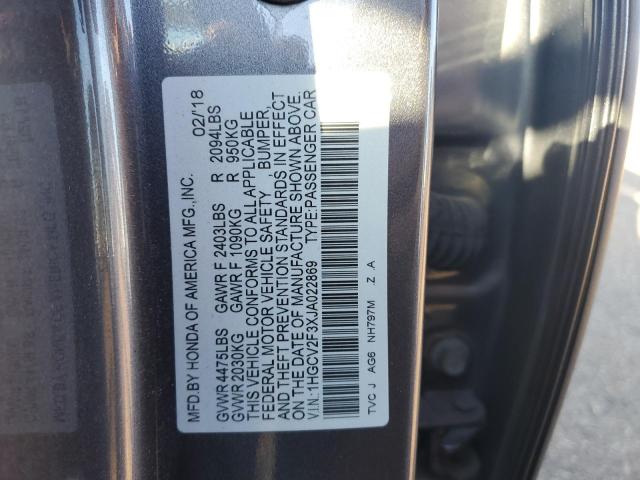 MFD.BY HONDA OF AMERICA MFG.,INC. 02/18
GVWR 4475LBS GAWR F 2403LBS R 2094LBS
GVWR 2030KG GAWR F 1090KG R 950KG
THIS VEHICLE CONFORMS TO ALL APPLICABLE
FEDERAL MOTOR VEHICLE SAFETY , BUMPER,
AND THEFT PREVENTION STANDARDS IN EFFECT
ON THE DATE OF MANUFACTURE SHOWN ABOVE.
V.I.N.:1HGCV2F3XJA022869 TYPE:PASSENGER CAR
TVC J AG6 NH797M Z A